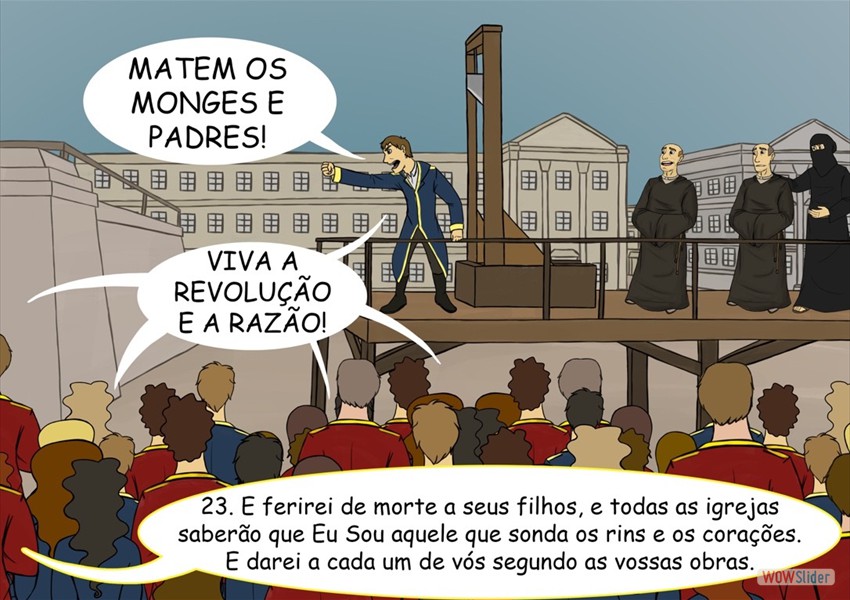 MATEM OS
MONGES E
PADRES!
VIVA A
REVOLUÇÃO
E A RAZÃO!
23. E ferirei de morte a seus filhos, e todas as igrejas
saberão que Eu Sou aquele que sonda os rins e os corações.
E darei a cada um de vós segundo as vossas obras.
WOWSlider